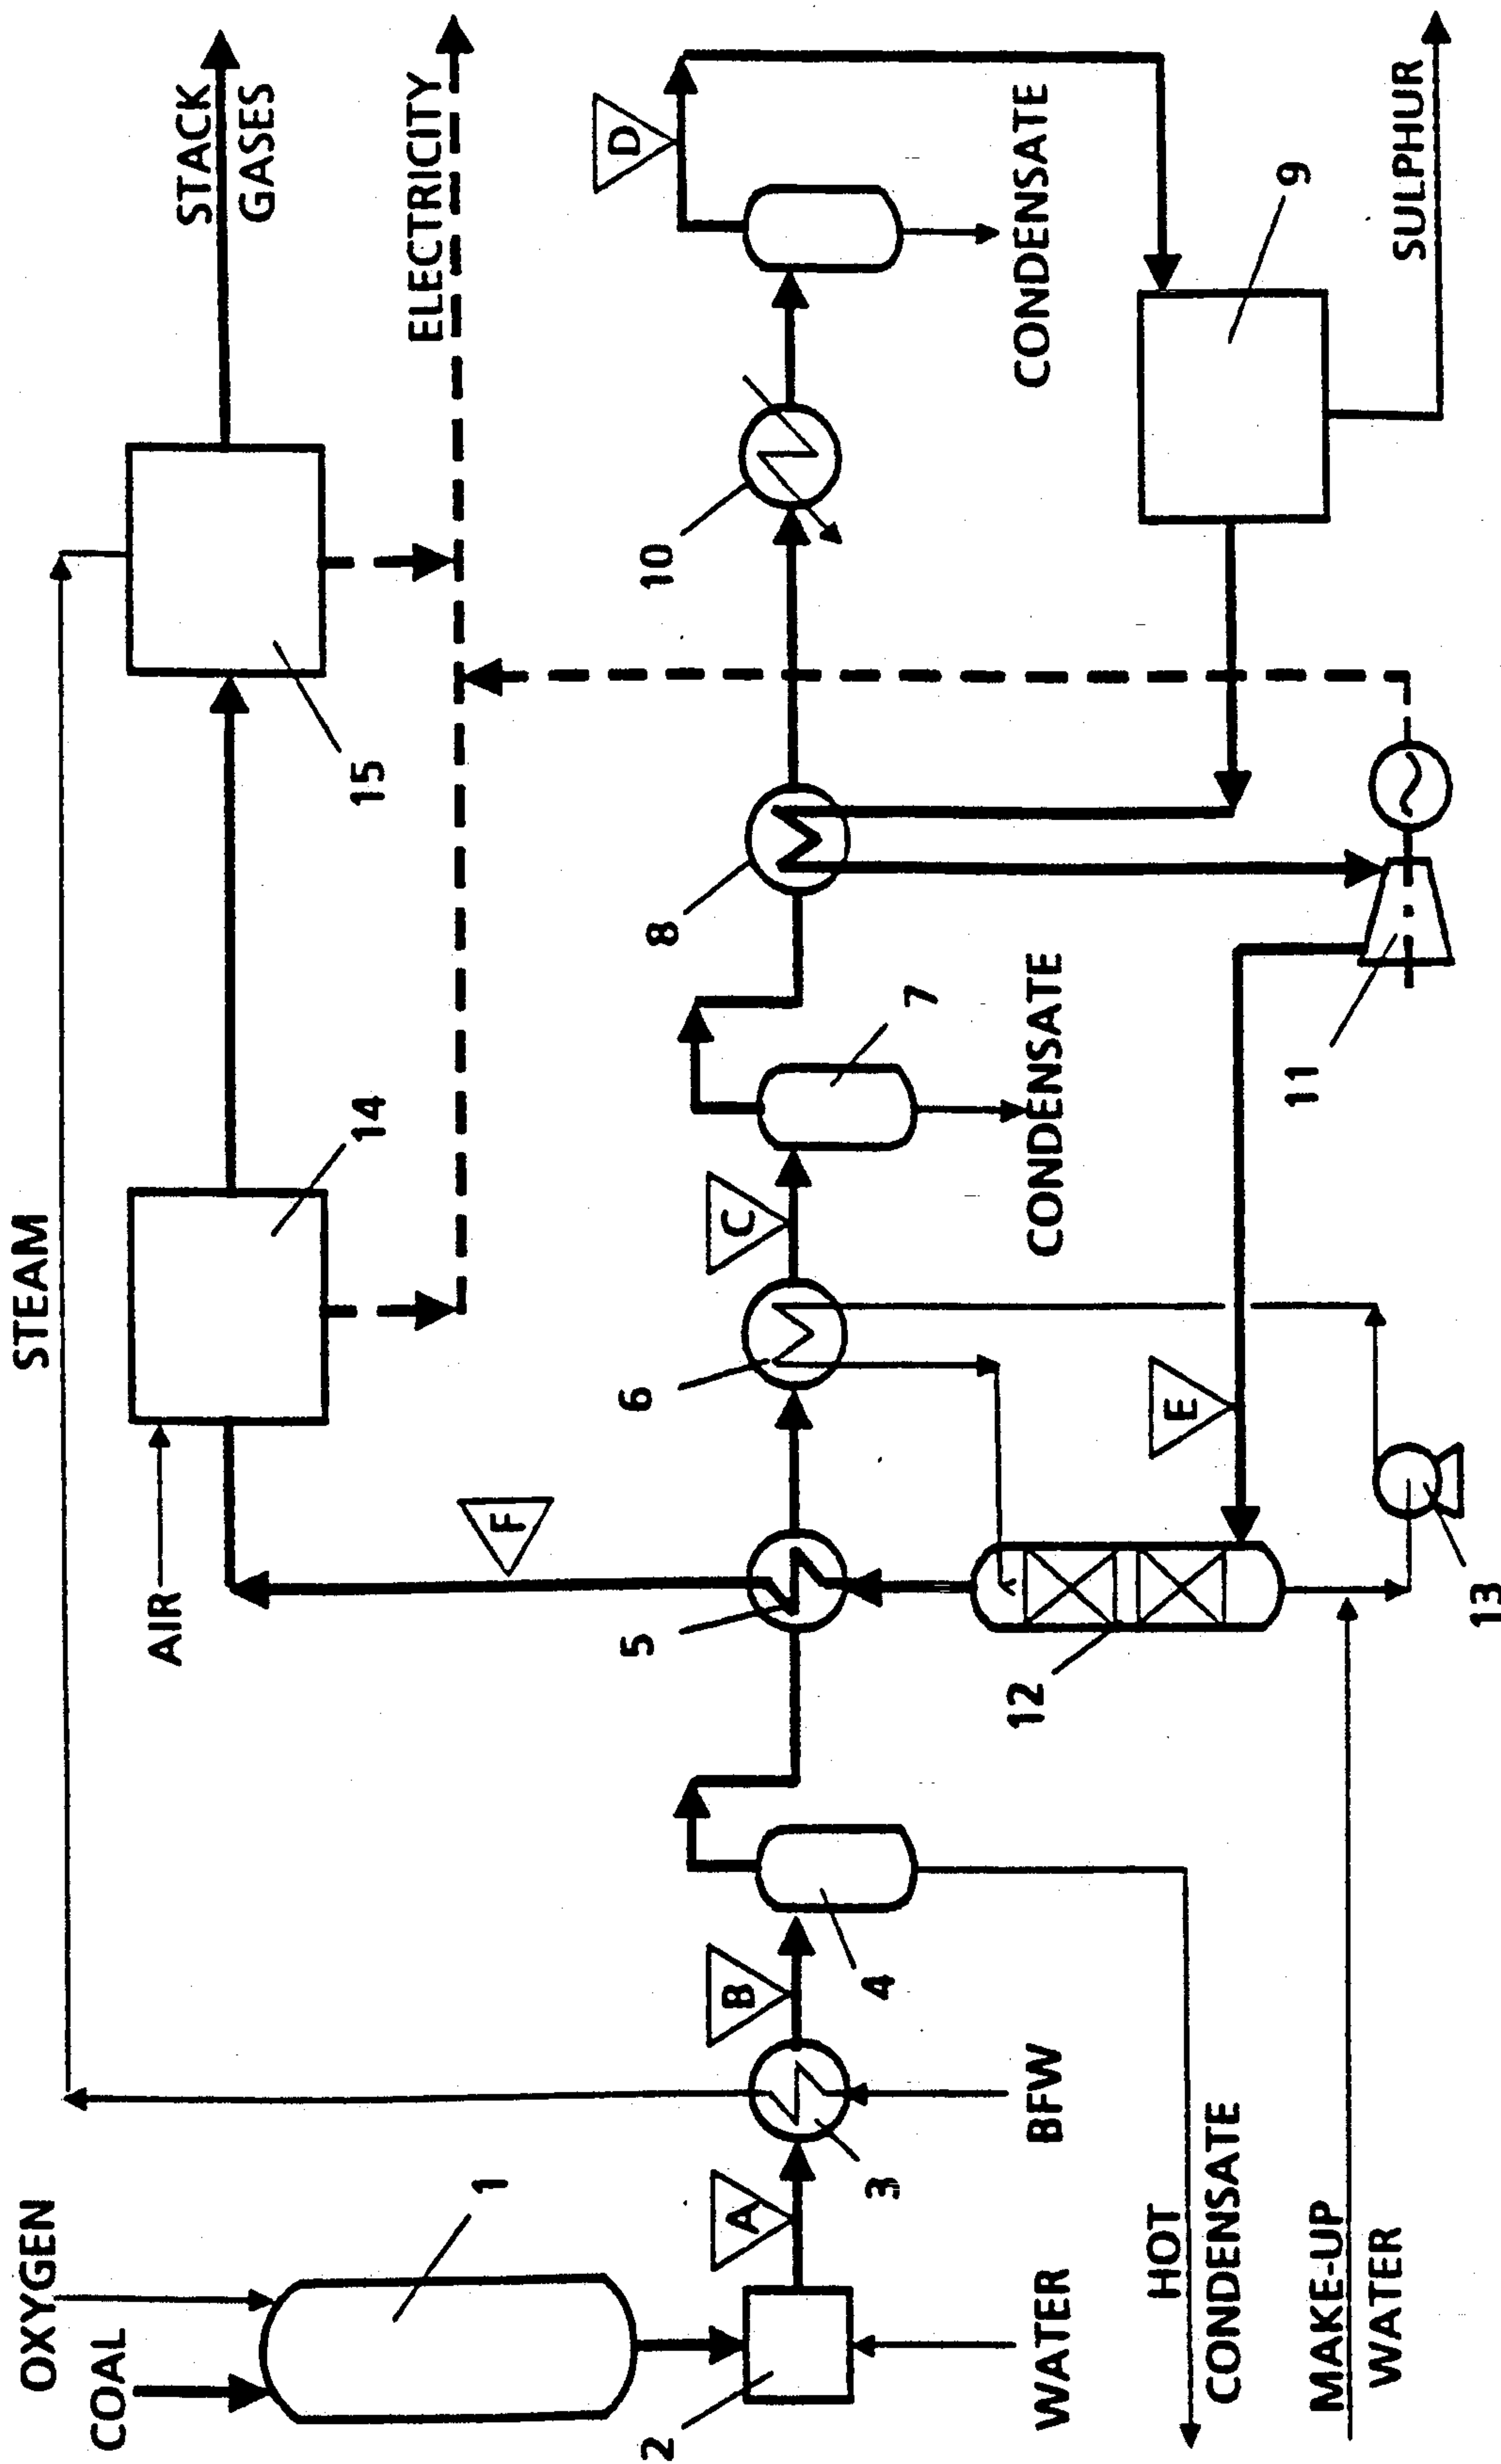 OXYGEN
COAL
1
2
WATER
A
3
BFW
STEAM
B
4
HOT
CONDENSATE
MAKE-UP
WATER
AIR
F
5
12
13
6
E
C
14
7
CONDENSATE
11
8
15
10
D
CONDENSATE
9
SULPHUR
ELECTRICITY
STACK
GASES